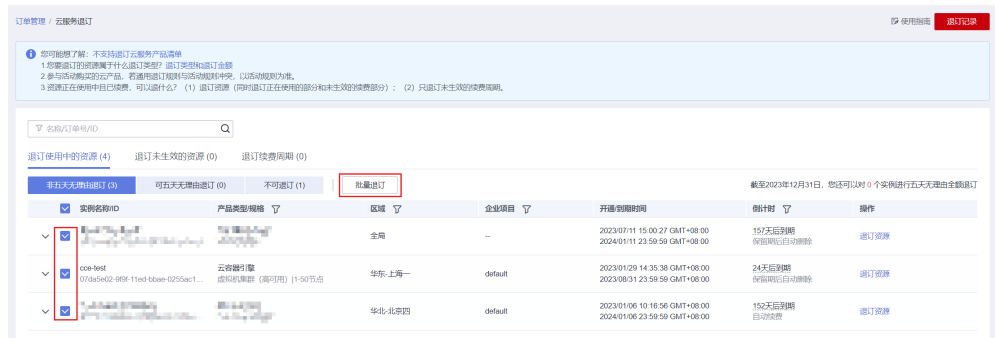 订单管理 / 云服务退订
使用指南 退订记录
您可能想了解：不支持退订云服务产品清单
1.您要退订的资源属于什么退订类型？退订类型和退订金额
2.参与活动购买的云产品，若通用退订规则与活动规则冲突，以活动规则为准。
3.资源正在使用中且已续费，可以退什么？（1）退订资源（同时退订正在使用的部分和未生效的续费部分）；（2）只退订未生效的续费周期。
名称/订单号/ID
退订使用中的资源 (4) 退订未生效的资源 (0) 退订续费周期 (0)
非五天无理由退订 (3) 可五天无理由退订 (0) 不可退订 (1) 批量退订 截至2023年12月31日，您还可以对 0 个实例进行五天无理由全额退订
实例名称/ID 产品类型/规格 区域 企业项目 开通/到期时间 倒计时 操作
全局 -- 2023/07/11 15:00:27 GMT+08:00 157天后到期 退订资源
2024/01/11 23:59:59 GMT+08:00 保留期后自动删除
cce-test 云容器引擎 华东-上海一 default 2023/01/29 14:35:38 GMT+08:00 24天后到期 退订资源
07da5e02-9f9f-11ed-bbae-0255ac1... 虚拟机集群（高可用）|1-50节点 2023/08/31 23:59:59 GMT+08:00 保留期后自动删除
华北-北京四 default 2023/01/06 10:16:56 GMT+08:00 152天后到期 退订资源
2024/01/06 23:59:59 GMT+08:00 自动续费